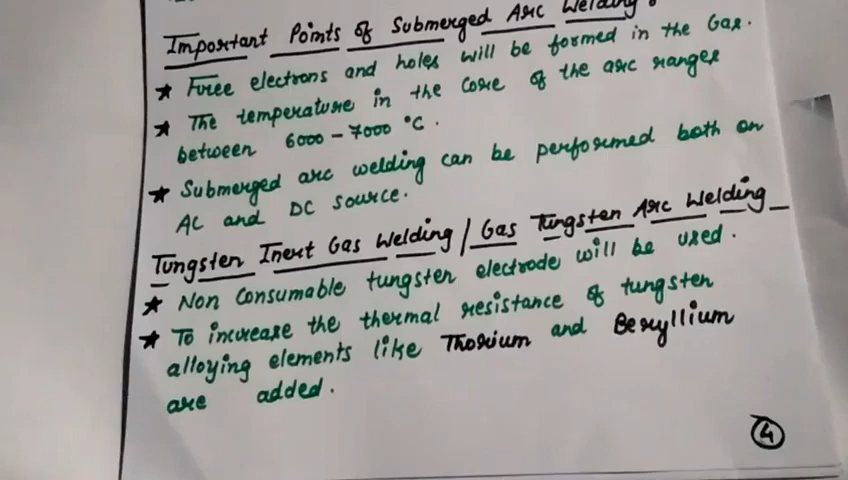 Important Points of Submerged Arc Welding
★ Free electrons and holes will be formed in the Gas.
★ The temperature in the core of the arc ranges
between 6000 - 7000 °C.
★ Submerged arc welding can be performed both on
AC and DC source.
Tungsten Inert Gas Welding / Gas Tungsten Arc Welding
★ Non Consumable tungsten electrode will be used.
★ To increase the thermal resistance of tungsten
alloying elements like Thorium and Beryllium
are added.
4